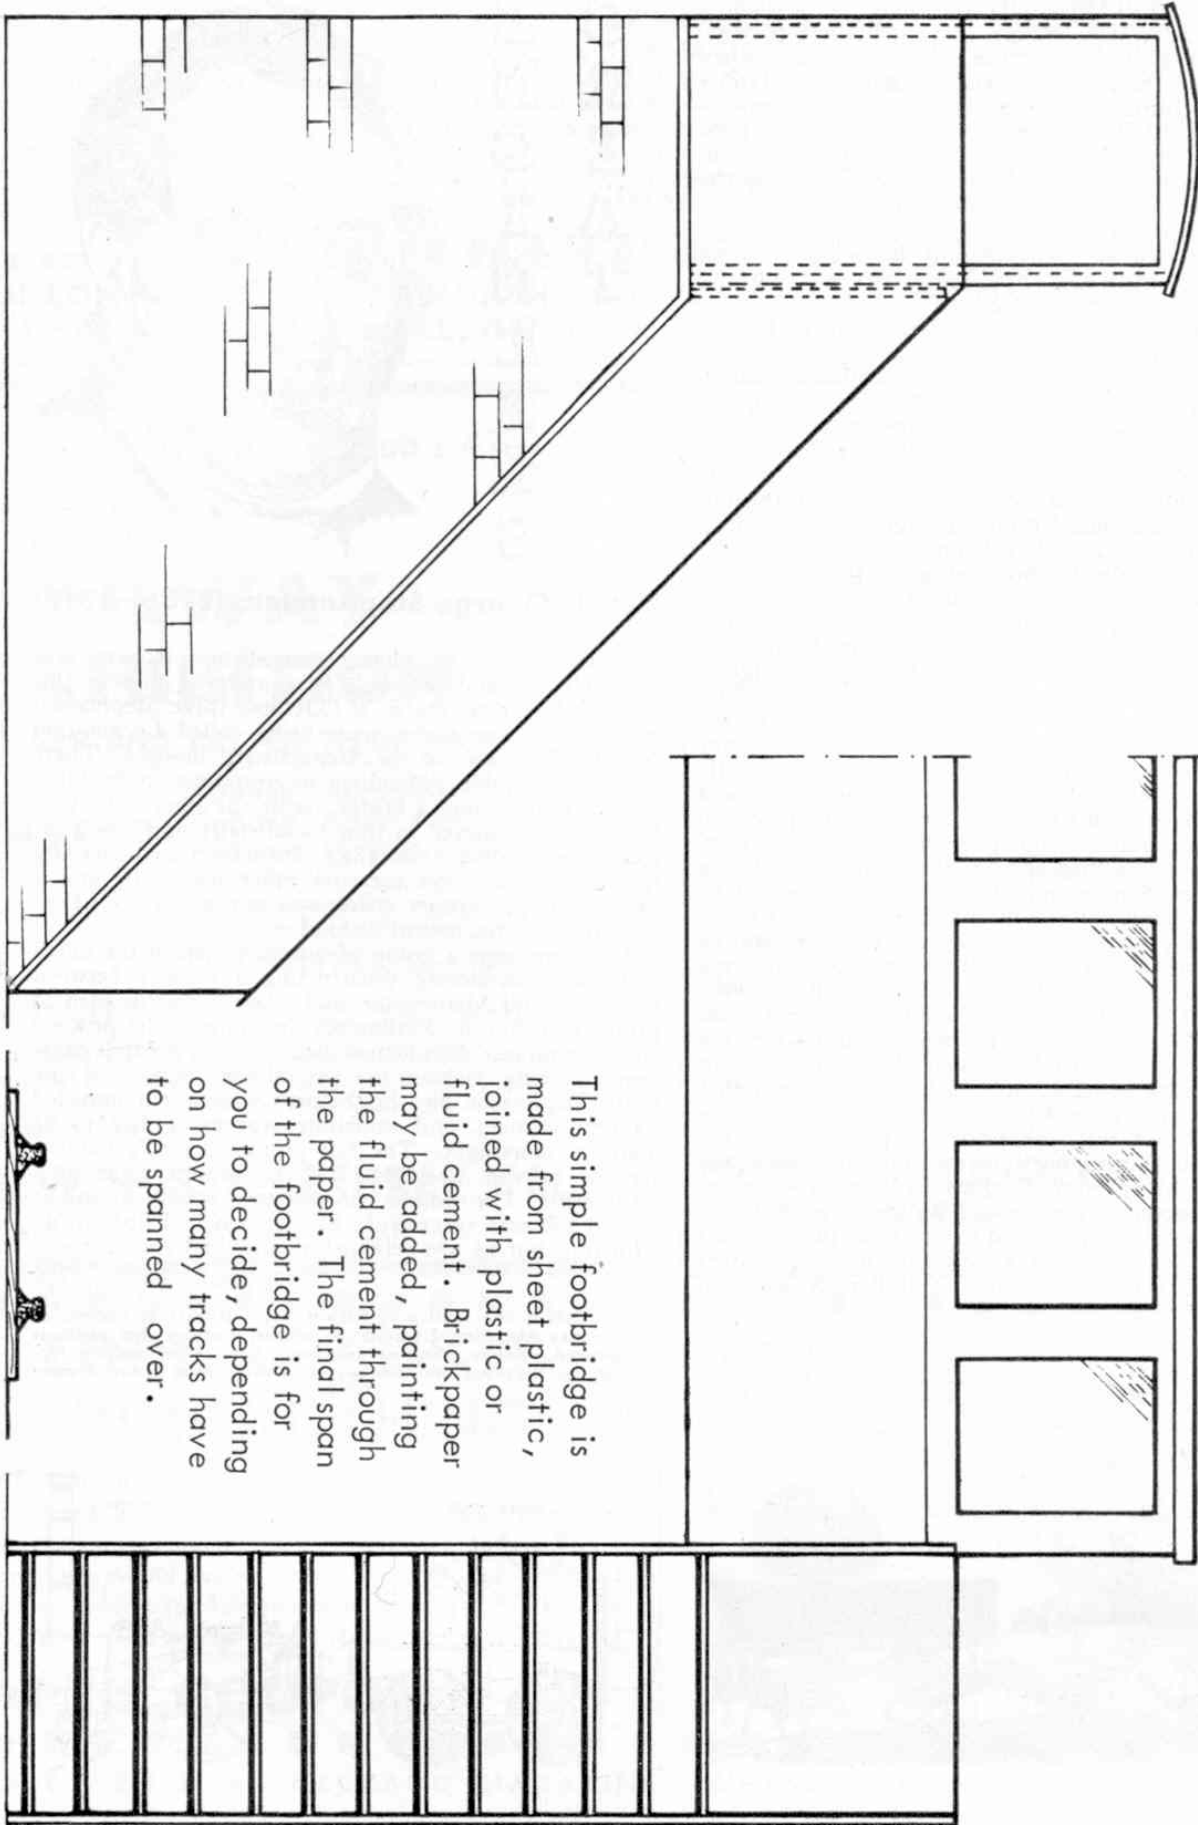 This simple footbridge is
made from sheet plastic,
joined with plastic or
fluid cement. Brickpaper
may be added, painting
the fluid cement through
the paper. The final span
of the footbridge is for
you to decide, depending
on how many tracks have
to be spanned over.